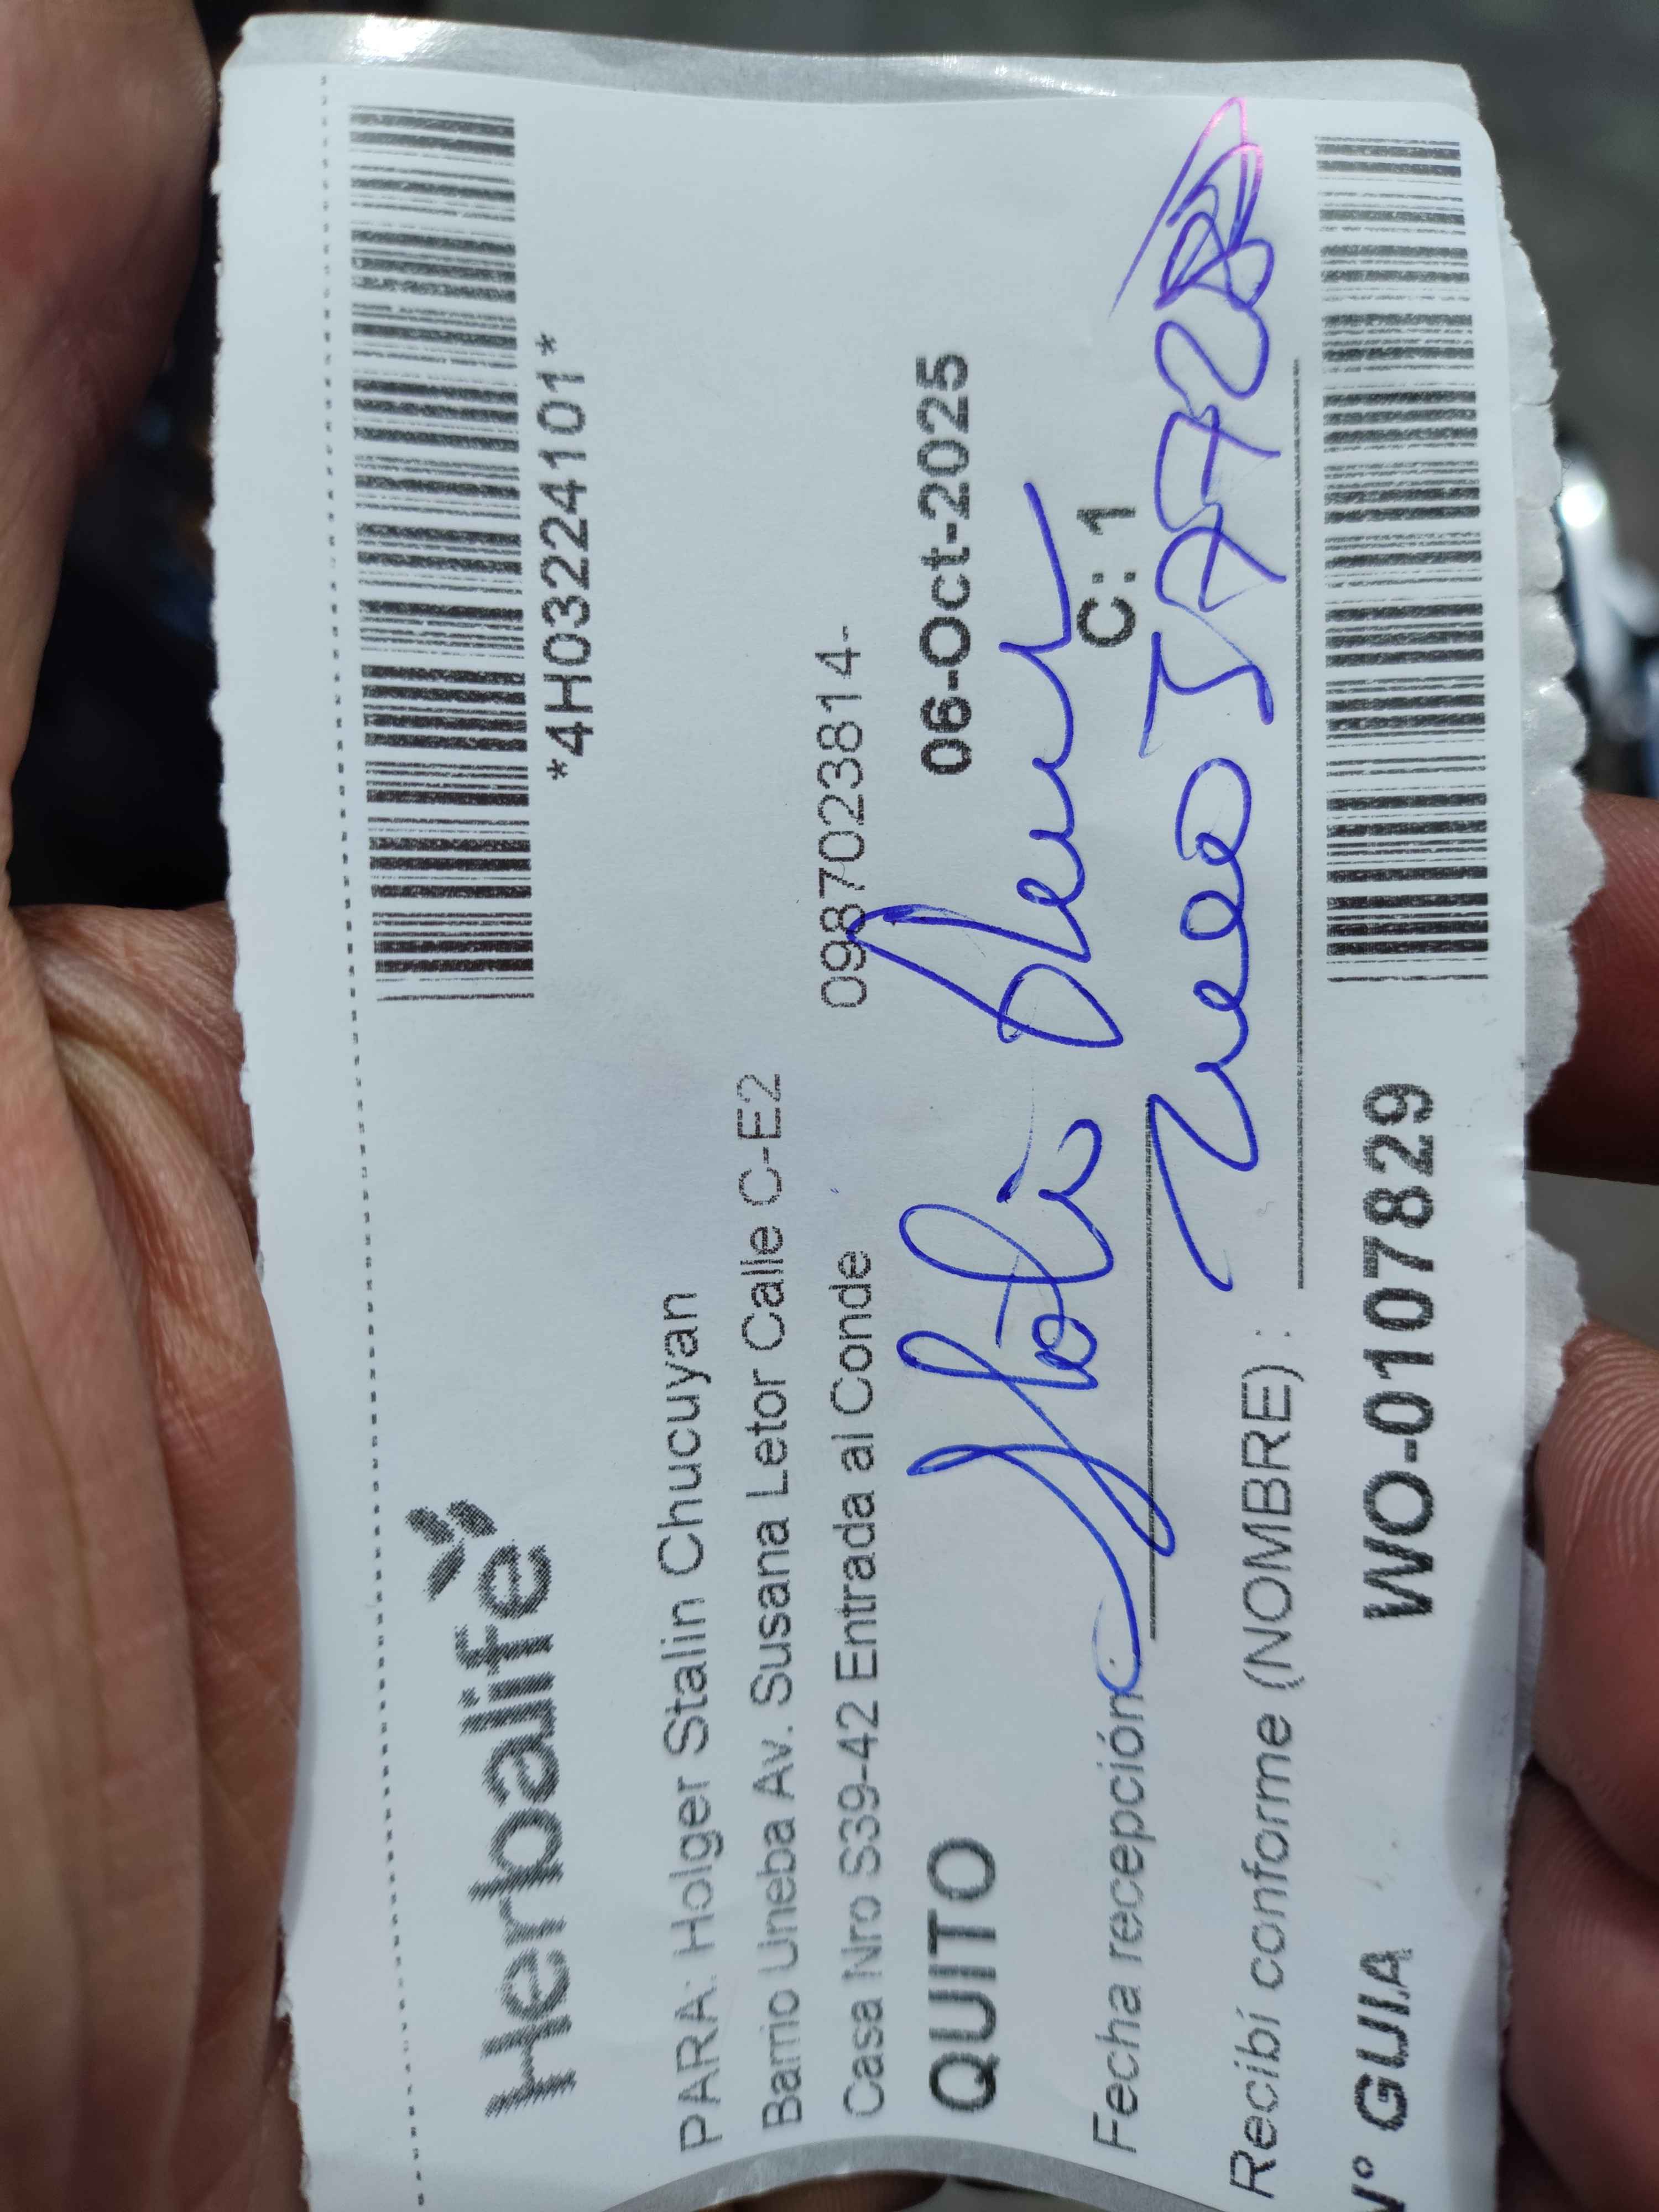 Herbalife
*4H03224101*
PARA: Holger Stalin Chucuyan
Barrio Uneba Av. Susana Letor Calle C-E2
Casa Nro S39-42 Entrada al Conde
0987023814-
QUITO 06-Oct-2025
C: 1
Fecha recepción
Recibí conforme (NOMBRE) :
N° GUIA WO-0107829